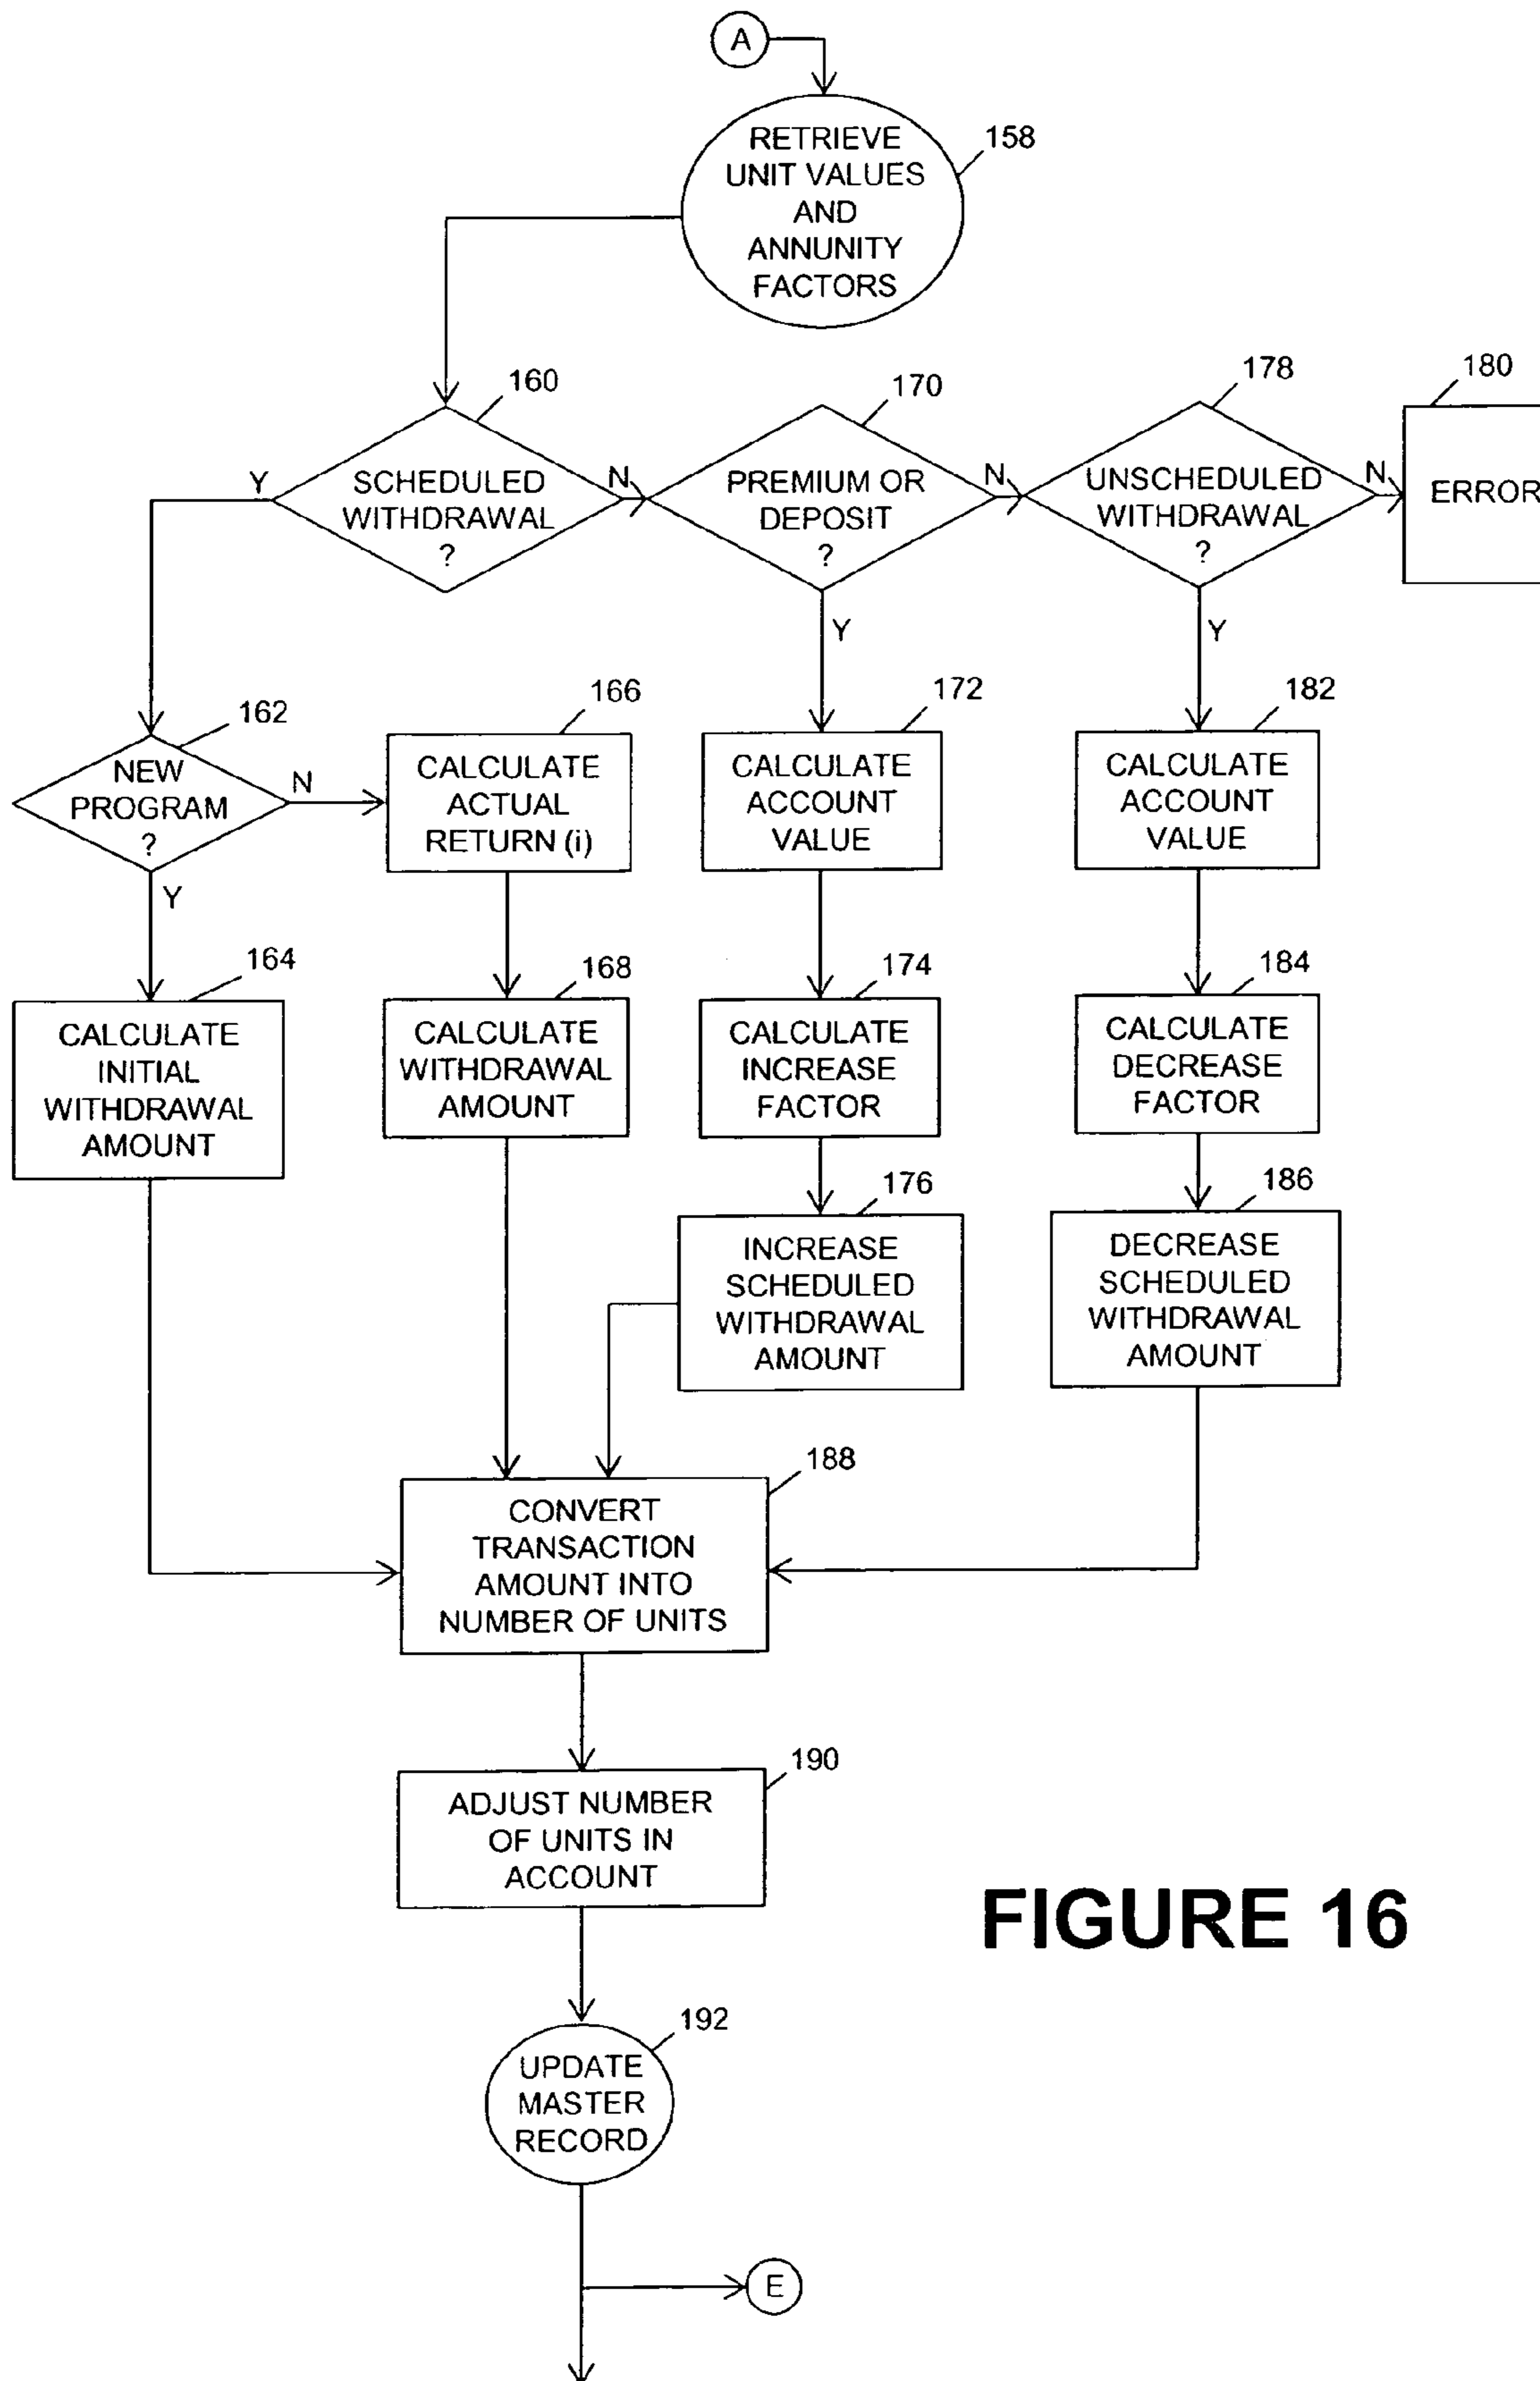 A
RETRIEVE
UNIT VALUES
AND
ANNUNITY
FACTORS
158
160
170
178
180
Y
SCHEDULED
WITHDRAWAL
?
N
PREMIUM OR
DEPOSIT
?
N
UNSCHEDULED
WITHDRAWAL
?
N
ERROR
Y
Y
162
NEW
PROGRAM
?
N
Y
166
CALCULATE
ACTUAL
RETURN (i)
172
CALCULATE
ACCOUNT
VALUE
182
CALCULATE
ACCOUNT
VALUE
164
CALCULATE
INITIAL
WITHDRAWAL
AMOUNT
168
CALCULATE
WITHDRAWAL
AMOUNT
174
CALCULATE
INCREASE
FACTOR
184
CALCULATE
DECREASE
FACTOR
176
INCREASE
SCHEDULED
WITHDRAWAL
AMOUNT
186
DECREASE
SCHEDULED
WITHDRAWAL
AMOUNT
188
CONVERT
TRANSACTION
AMOUNT INTO
NUMBER OF UNITS
190
ADJUST NUMBER
OF UNITS IN
ACCOUNT
FIGURE 16
192
UPDATE
MASTER
RECORD
E